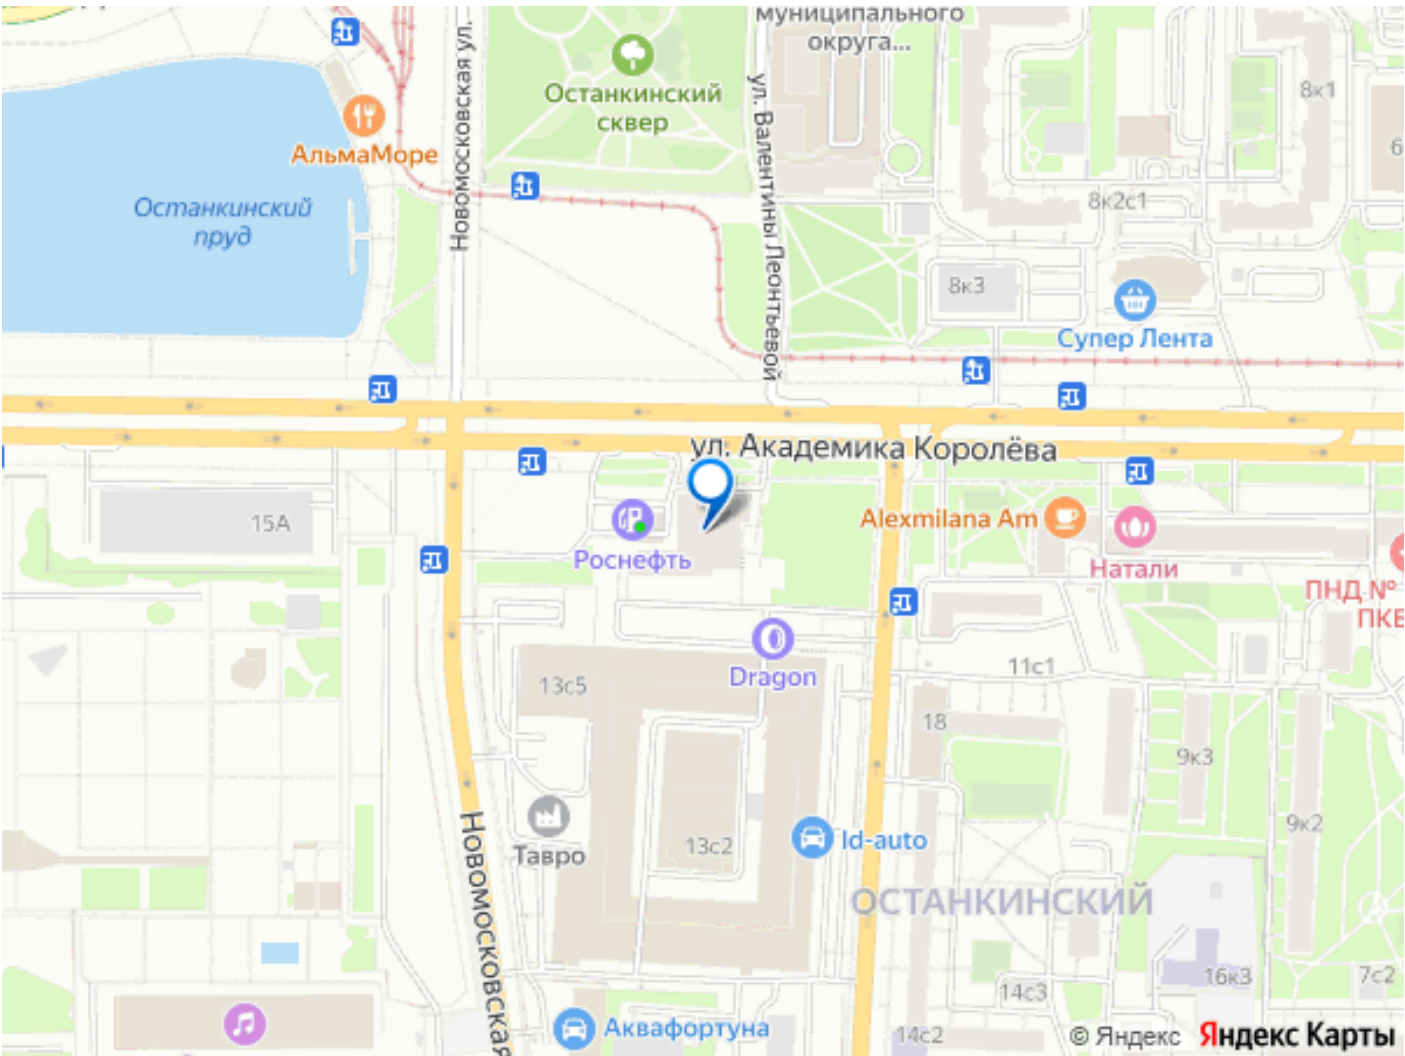 муниципального
округа...
Новомосковская ул.
Останкинский
сквер
ул. Валентины Леонтьевой
8к1
АльмаМоре
6
Останкинский
пруд
8к2с1
8к3
Супер Лента
ул. Академика Королёва
15А
Роснефть
Alexmilana Am
Натали
ПНД №
ПКБ
13с5
Dragon
11с1
18
9к3
Новомосковская
Тавро
13с2
Id-auto
9к2
ОСТАНКИНСКИЙ
16к3
7с2
14с3
Аквафортуна
14с2
© Яндекс Яндекс Карты